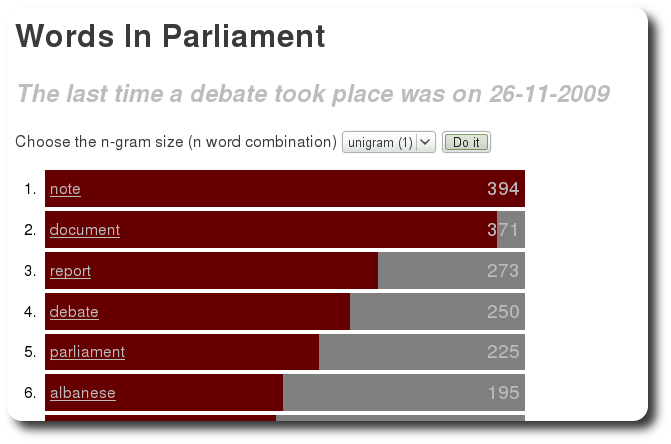 Words In Parliament
The last time a debate took place was on 26-11-2009
Choose the n-gram size (n word combination) unigram (1) Do it
1. note 394
2. document 371
3. report 273
4. debate 250
5. parliament 225
6. albanese 195